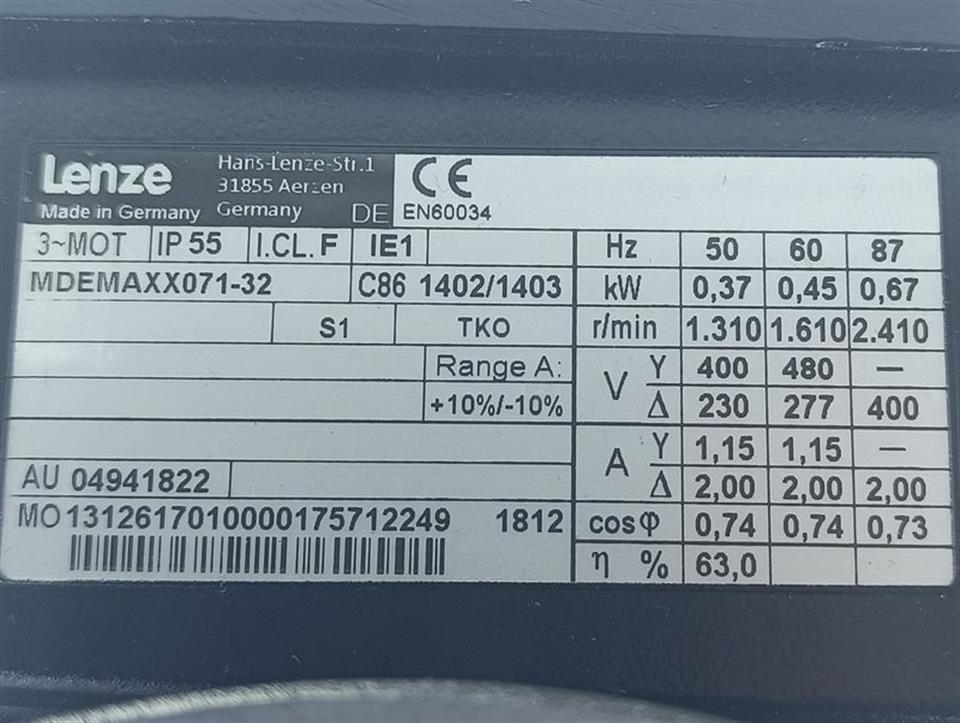 Lenze Hans-Lenze-Str.1
31855 Aerzen
Made in Germany Germany DE EN60034
CE
3~MOT IP 55 I.CL. F IE1 Hz 50 60 87
MDEMAXX071-32 C86 1402/1403 kW 0,37 0,45 0,67
S1 TKO r/min 1.310 1.610 2.410
Range A: V Y 400 480 —
+10%/-10% Δ 230 277 400
A Y 1,15 1,15 —
AU 04941822 Δ 2,00 2,00 2,00
MO 1312617010000175712249 1812 cosφ 0,74 0,74 0,73
η % 63,0